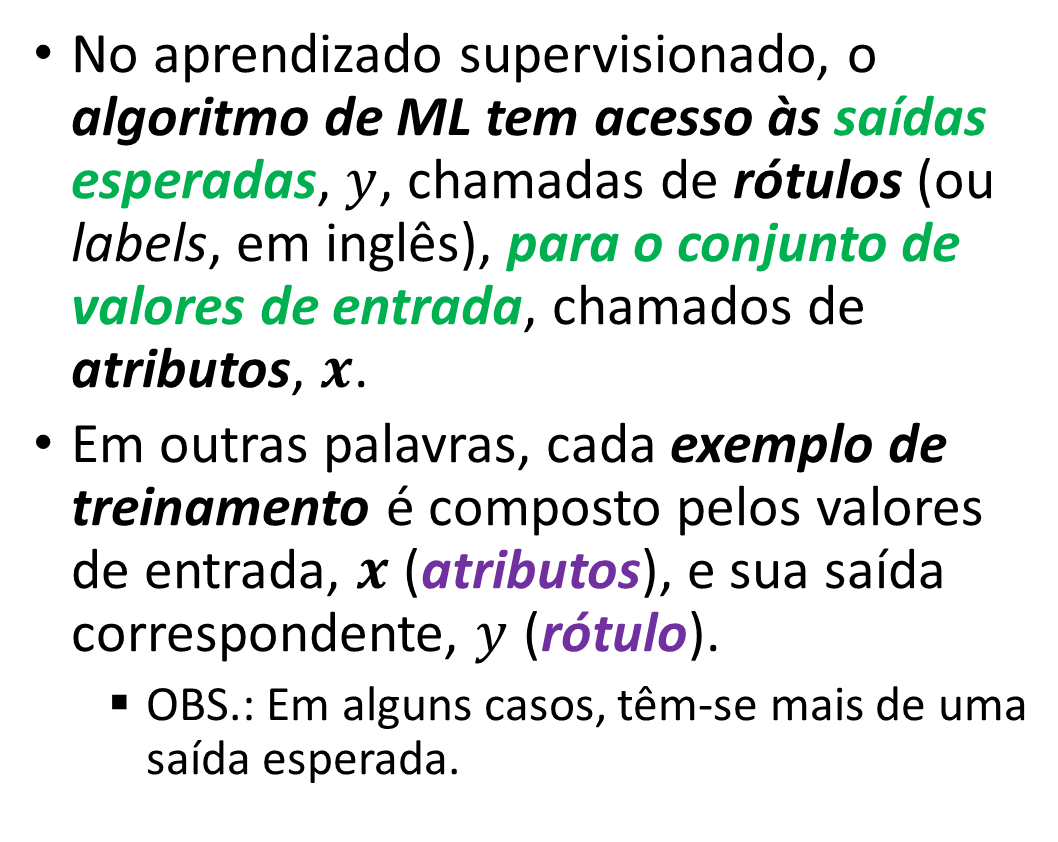 • No aprendizado supervisionado, o
algoritmo de ML tem acesso às saídas
esperadas, y, chamadas de rótulos (ou
labels, em inglês), para o conjunto de
valores de entrada, chamados de
atributos, x.
• Em outras palavras, cada exemplo de
treinamento é composto pelos valores
de entrada, x (atributos), e sua saída
correspondente, y (rótulo).
▪ OBS.: Em alguns casos, têm-se mais de uma
saída esperada.